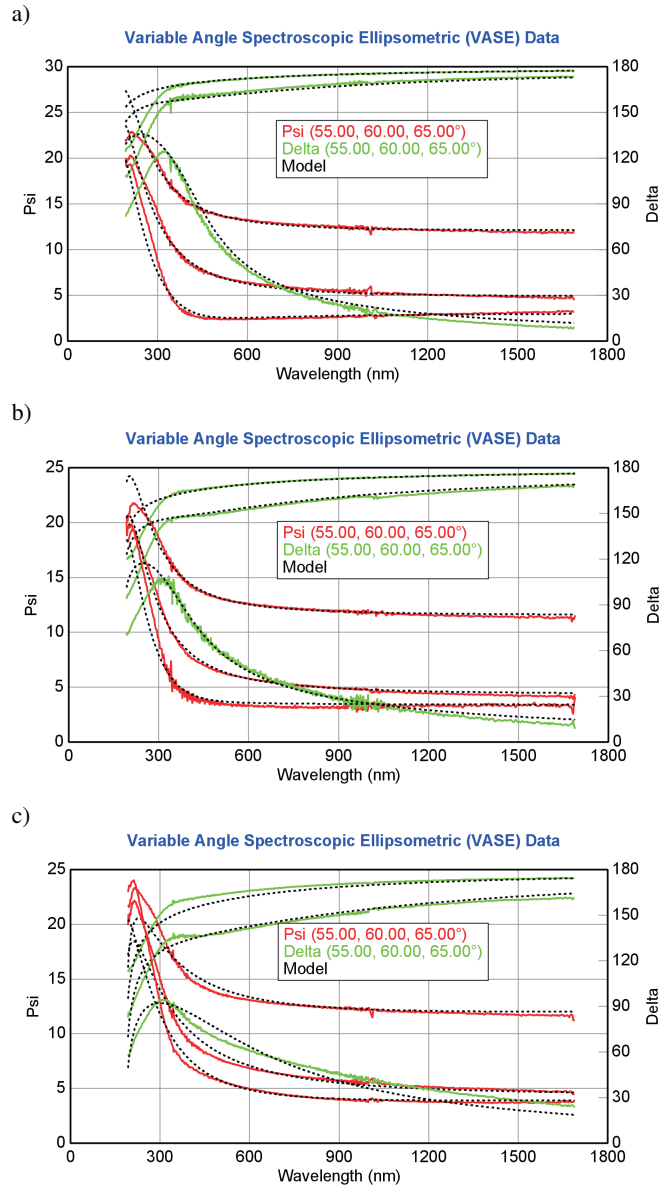 a)
Variable Angle Spectroscopic Ellipsometric (VASE) Data
30
25
20
15
10
5
0
Psi
180
150
120
90
60
30
0
Delta
Psi (55.00, 60.00, 65.00°)
Delta (55.00, 60.00, 65.00°)
Model
0 300 600 900 1200 1500 1800
Wavelength (nm)
b)
Variable Angle Spectroscopic Ellipsometric (VASE) Data
25
20
15
10
5
0
Psi
180
150
120
90
60
30
0
Delta
Psi (55.00, 60.00, 65.00°)
Delta (55.00, 60.00, 65.00°)
Model
0 300 600 900 1200 1500 1800
Wavelength (nm)
c)
Variable Angle Spectroscopic Ellipsometric (VASE) Data
25
20
15
10
5
0
Psi
180
150
120
90
60
30
0
Delta
Psi (55.00, 60.00, 65.00°)
Delta (55.00, 60.00, 65.00°)
Model
0 300 600 900 1200 1500 1800
Wavelength (nm)